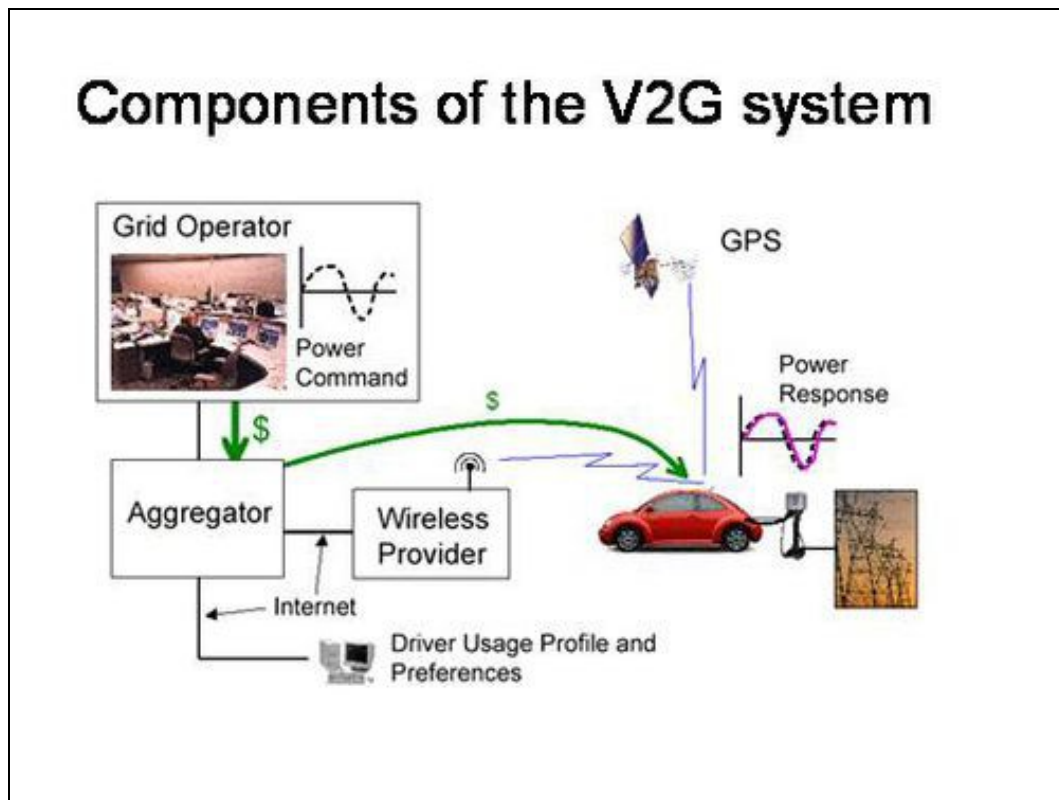 Components of the V2G system
Grid Operator
Power
Command
$
$
GPS
Power
Response
Aggregator
Wireless
Provider
Internet
Driver Usage Profile and
Preferences